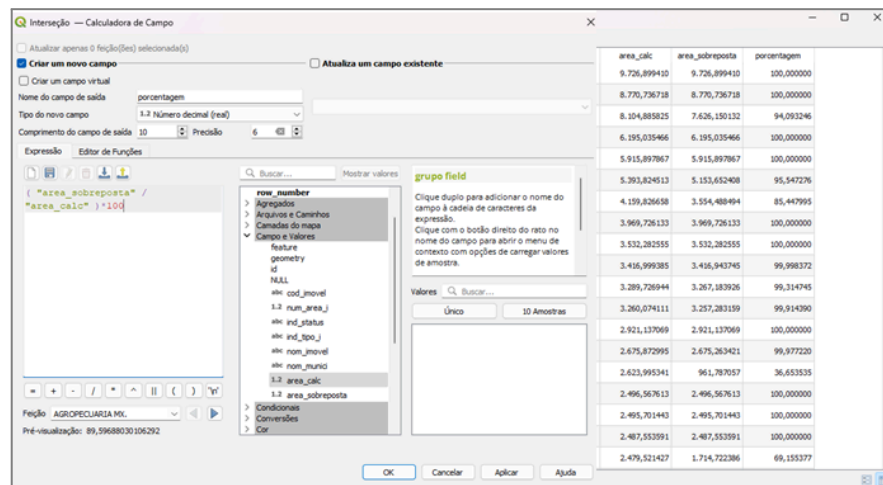 Interseção — Calculadora de Campo
Atualizar apenas 0 feição(ões) selecionada(s)
Criar um novo campo
Atualiza um campo existente
Criar um campo virtual
Nome do campo de saída porcentagem
Tipo do novo campo 1.2 Número decimal (real)
Comprimento do campo de saída 10 Precisão 6
Expressão Editor de Funções
( "area_sobreposta" /
"area_calc" )*100
= + - / * ^ || ( ) '\n'
Feição AGROPECUARIA MX.
Pré-visualização: 89,59688030106292
Buscar... Mostrar valores
row_number
Agregados
Arquivos e Caminhos
Camadas do mapa
Campo e Valores
feature
geometry
id
NULL
abc cod_imovel
1.2 num_area_i
abc ind_status
abc ind_tipo_i
abc nom_imovel
abc nom_munici
1.2 area_calc
1.2 area_sobreposta
Condicionais
Conversões
Cor
grupo field
Clique duplo para adicionar o nome do
campo à cadeia de caracteres da
expressão.
Clique com o botão direito do rato no
nome do campo para abrir o menu de
contexto com opções de carregar valores
de amostra.
Valores Buscar...
Único 10 Amostras
OK Cancelar Aplicar Ajuda
area_calc area_sobreposta porcentagem
9.726,899410 9.726,899410 100,000000
8.770,736718 8.770,736718 100,000000
8.104,885825 7.626,150132 94,093246
6.195,035466 6.195,035466 100,000000
5.915,897867 5.915,897867 100,000000
5.393,824513 5.153,652408 95,547276
4.159,826658 3.554,488494 85,447995
3.969,726133 3.969,726133 100,000000
3.532,282555 3.532,282555 100,000000
3.416,999385 3.416,943745 99,998372
3.289,726944 3.267,183926 99,314745
3.260,074111 3.257,283159 99,914390
2.921,137069 2.921,137069 100,000000
2.675,872995 2.675,263421 99,977220
2.623,995341 961,787057 36,653535
2.496,567613 2.496,567613 100,000000
2.495,701443 2.495,701443 100,000000
2.487,553591 2.487,553591 100,000000
2.479,521427 1.714,722386 69,155377